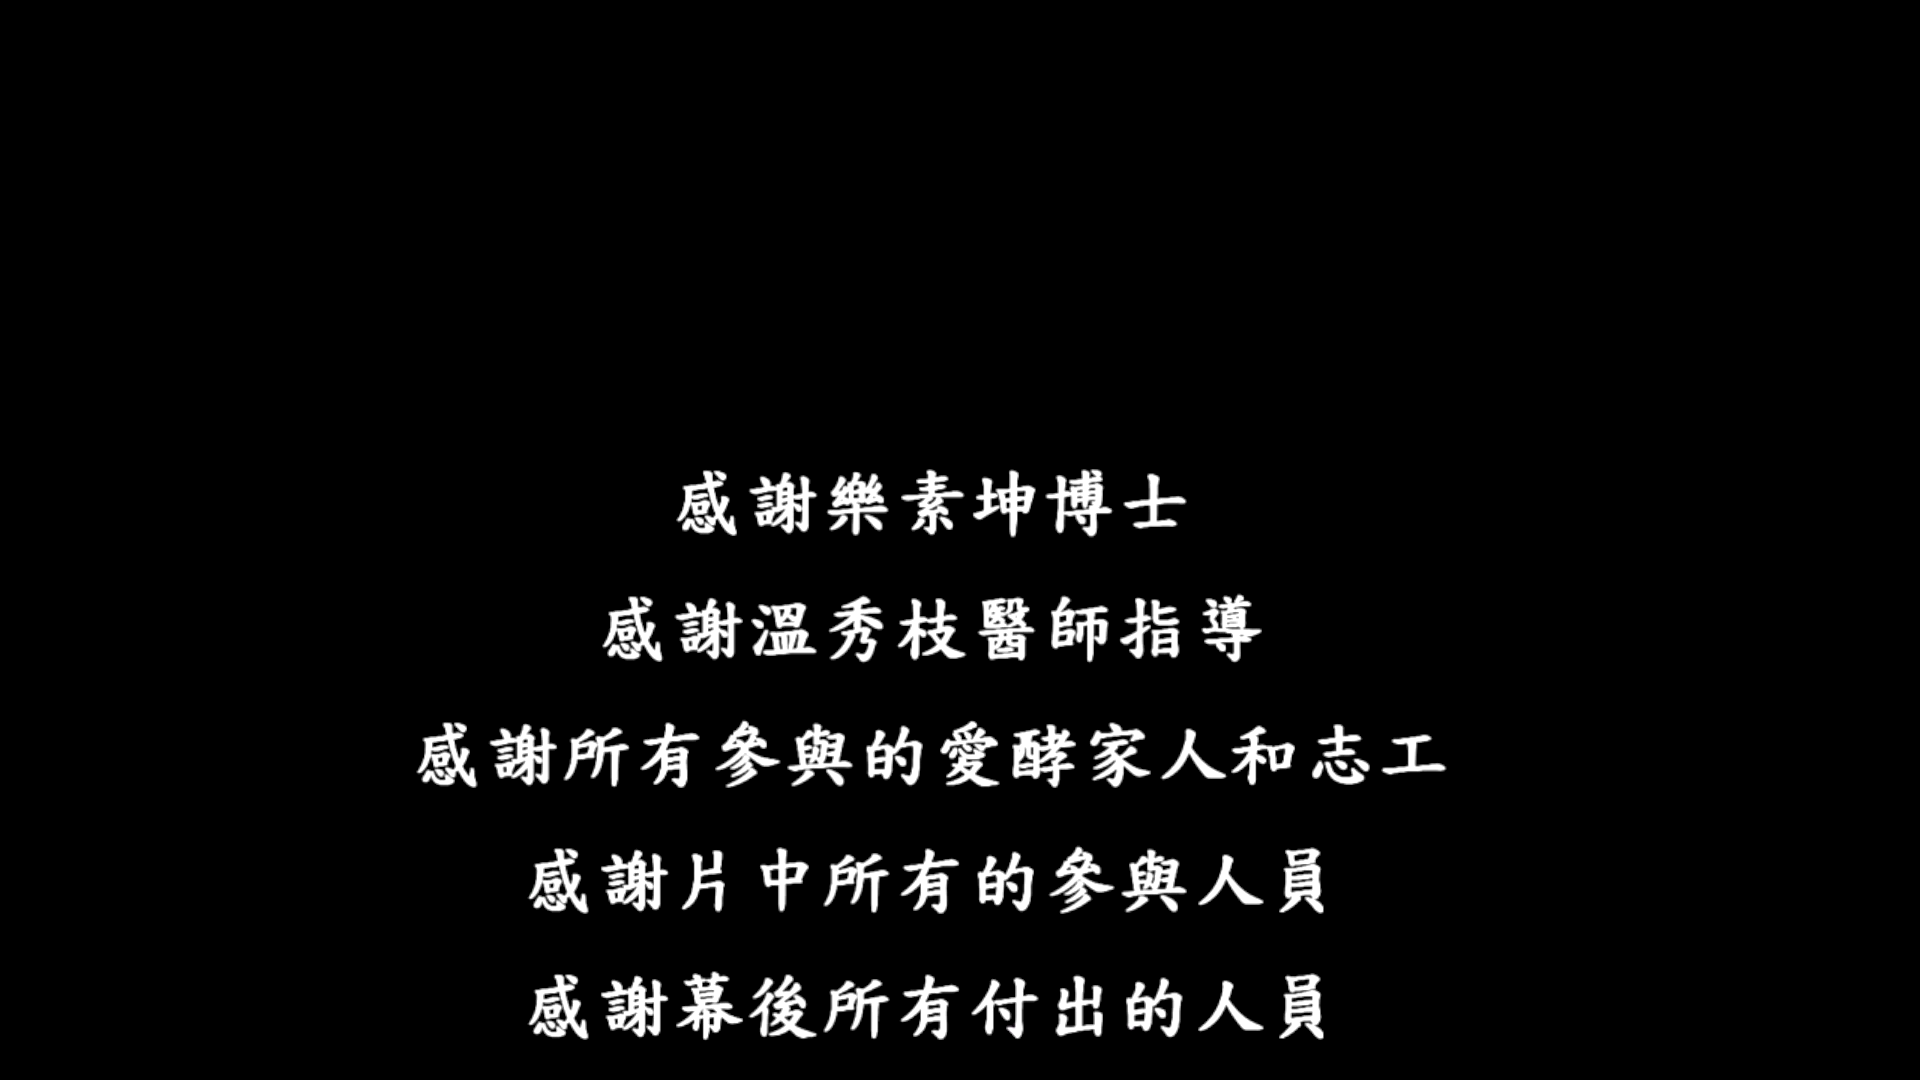 感謝樂素坤博士
感謝溫秀枝醫師指導
感謝所有參與的愛酵家人和志工
感謝片中所有的參與人員
感謝幕後所有付出的人員